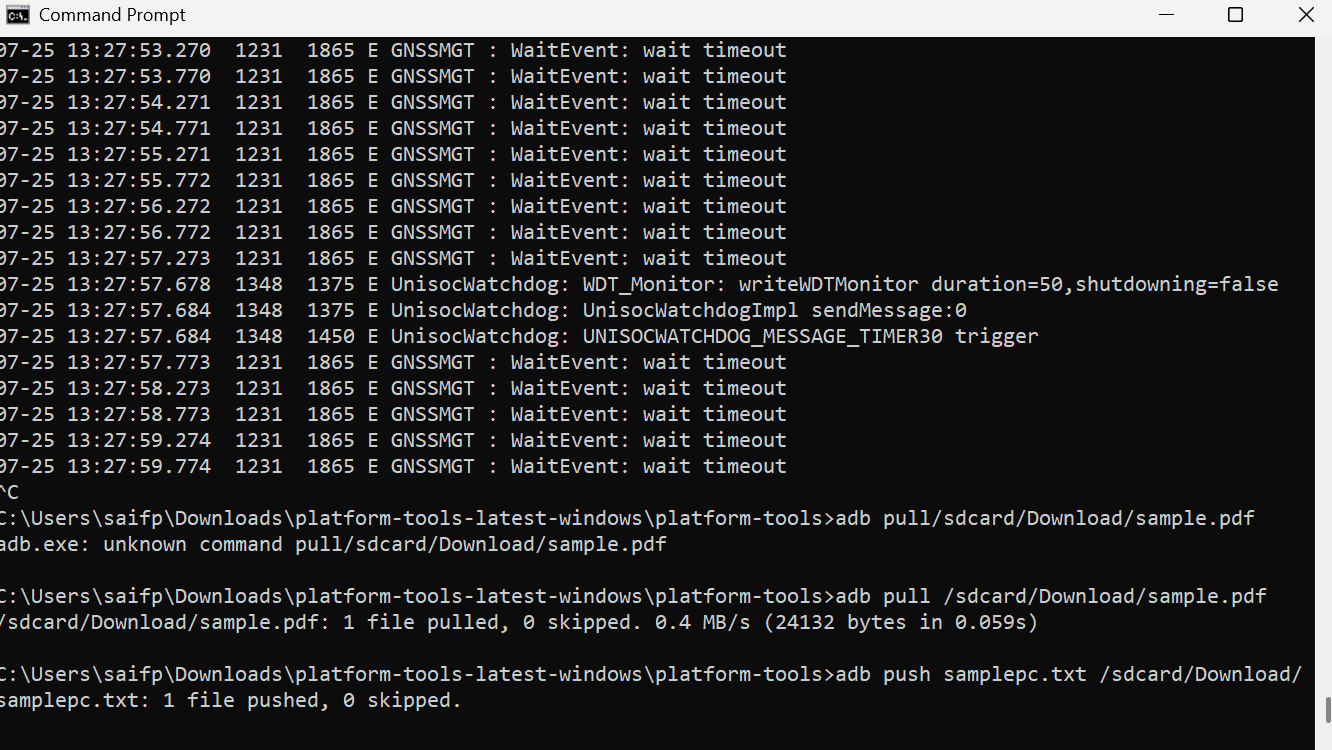 Command Prompt
07-25 13:27:53.270  1231  1865 E GNSSMGT : WaitEvent: wait timeout
07-25 13:27:53.770  1231  1865 E GNSSMGT : WaitEvent: wait timeout
07-25 13:27:54.271  1231  1865 E GNSSMGT : WaitEvent: wait timeout
07-25 13:27:54.771  1231  1865 E GNSSMGT : WaitEvent: wait timeout
07-25 13:27:55.271  1231  1865 E GNSSMGT : WaitEvent: wait timeout
07-25 13:27:55.772  1231  1865 E GNSSMGT : WaitEvent: wait timeout
07-25 13:27:56.272  1231  1865 E GNSSMGT : WaitEvent: wait timeout
07-25 13:27:56.772  1231  1865 E GNSSMGT : WaitEvent: wait timeout
07-25 13:27:57.273  1231  1865 E GNSSMGT : WaitEvent: wait timeout
07-25 13:27:57.678  1348  1375 E UnisocWatchdog: WDT_Monitor: writeWDTMonitor duration=50,shutdowning=false
07-25 13:27:57.684  1348  1375 E UnisocWatchdog: UnisocWatchdogImpl sendMessage:0
07-25 13:27:57.684  1348  1450 E UnisocWatchdog: UNISOCWATCHDOG_MESSAGE_TIMER30 trigger
07-25 13:27:57.773  1231  1865 E GNSSMGT : WaitEvent: wait timeout
07-25 13:27:58.273  1231  1865 E GNSSMGT : WaitEvent: wait timeout
07-25 13:27:58.773  1231  1865 E GNSSMGT : WaitEvent: wait timeout
07-25 13:27:59.274  1231  1865 E GNSSMGT : WaitEvent: wait timeout
07-25 13:27:59.774  1231  1865 E GNSSMGT : WaitEvent: wait timeout
^C
C:\Users\saifp\Downloads\platform-tools-latest-windows\platform-tools>adb pull/sdcard/Download/sample.pdf
adb.exe: unknown command pull/sdcard/Download/sample.pdf
C:\Users\saifp\Downloads\platform-tools-latest-windows\platform-tools>adb pull /sdcard/Download/sample.pdf
/sdcard/Download/sample.pdf: 1 file pulled, 0 skipped. 0.4 MB/s (24132 bytes in 0.059s)
C:\Users\saifp\Downloads\platform-tools-latest-windows\platform-tools>adb push samplepc.txt /sdcard/Download/
samplepc.txt: 1 file pushed, 0 skipped.